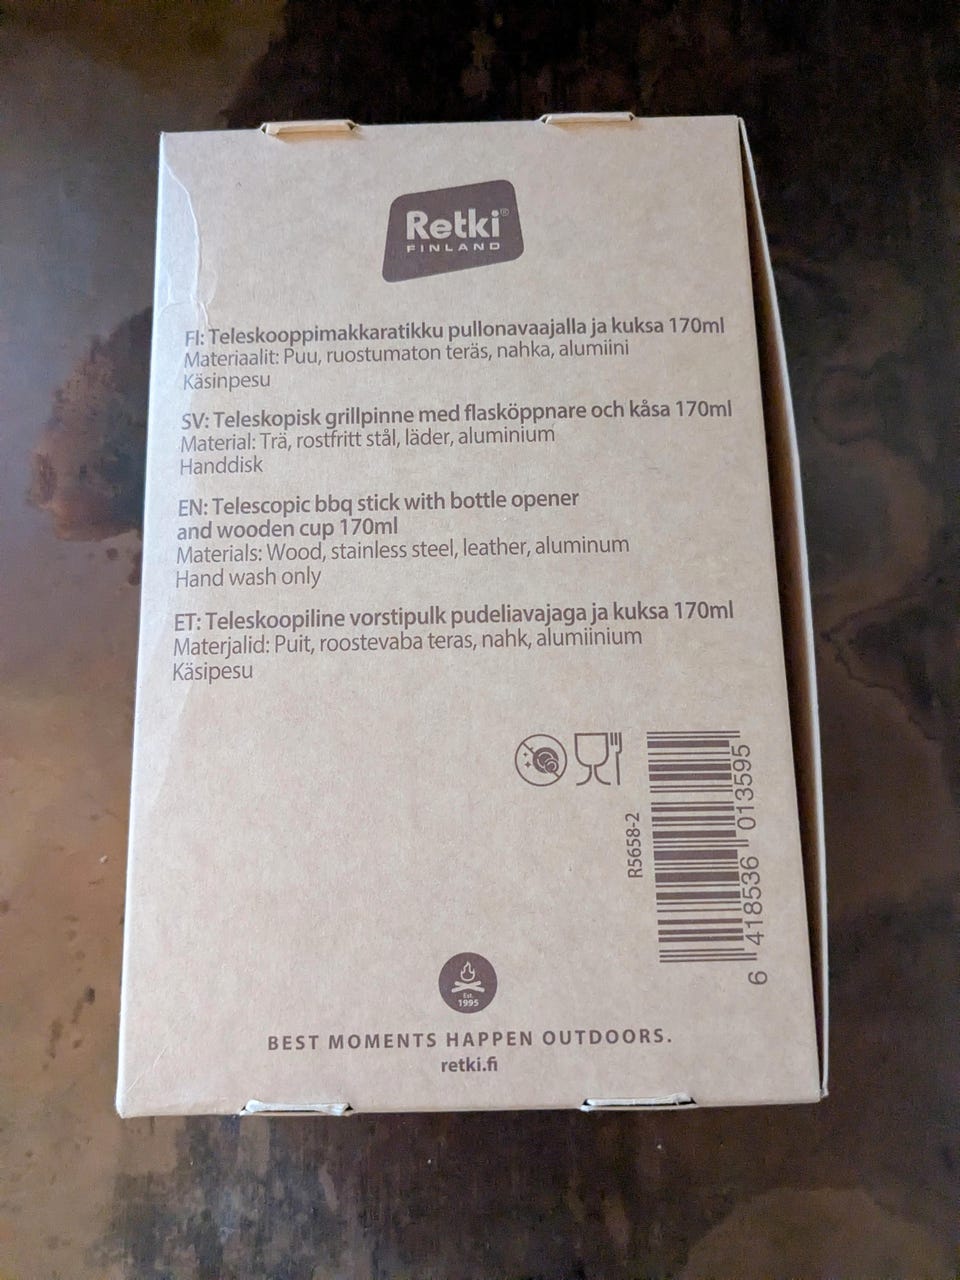 Retki®
FINLAND
FI: Teleskooppimakkaratikku pullonavaajalla ja kuksa 170ml
Materiaalit: Puu, ruostumaton teräs, nahka, alumiini
Käsinpesu
SV: Teleskopisk grillpinne med flasköppnare och kåsa 170ml
Material: Trä, rostfritt stål, läder, aluminium
Handdisk
EN: Telescopic bbq stick with bottle opener
and wooden cup 170ml
Materials: Wood, stainless steel, leather, aluminum
Hand wash only
ET: Teleskoopiline vorstipulk pudeliavajaga ja kuksa 170ml
Materjalid: Puit, roostevaba teras, nahk, alumiinium
Käsipesu
R5658-2
6 418536 013595
Est.
1995
BEST MOMENTS HAPPEN OUTDOORS.
retki.fi